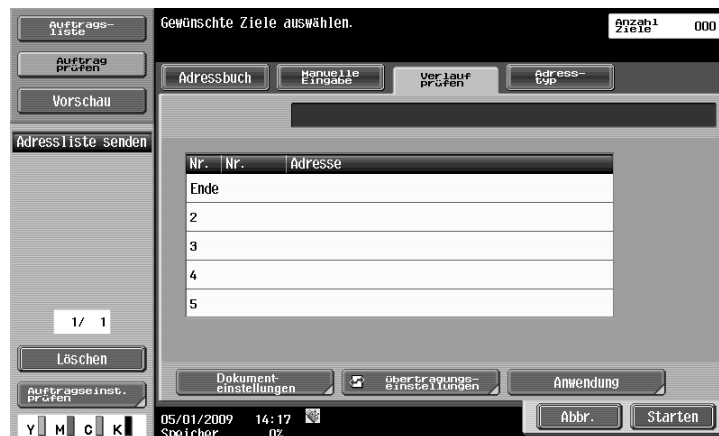 Auftrags-
liste
Gewünschte Ziele auswählen.
Anzahl
Ziele
000
Auftrag
prüfen
Adressbuch
Manuelle
Eingabe
Verlauf
prüfen
Adress-
typ
Vorschau
Adressliste senden
Nr. Nr. Adresse
Ende
2
3
4
5
1/ 1
Löschen
Auftragseinst.
prüfen
Dokument-
einstellungen
übertragungs-
einstellungen
Anwendung
05/01/2009 14:17
Speicher 0%
Abbr.
Starten
Y M C K